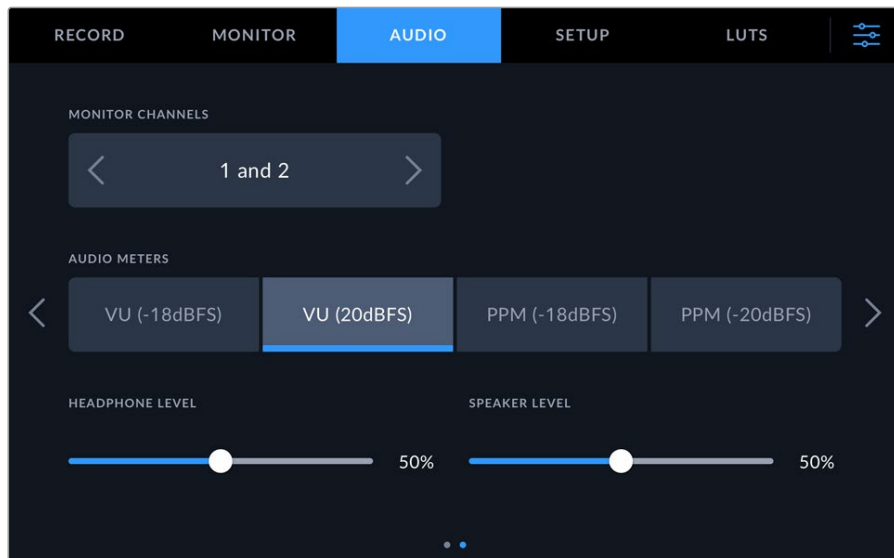 RECORD MONITOR AUDIO SETUP LUTS
MONITOR CHANNELS
1 and 2
AUDIO METERS
VU (-18dBFS) VU (20dBFS) PPM (-18dBFS) PPM (-20dBFS)
HEADPHONE LEVEL SPEAKER LEVEL
50% 50%